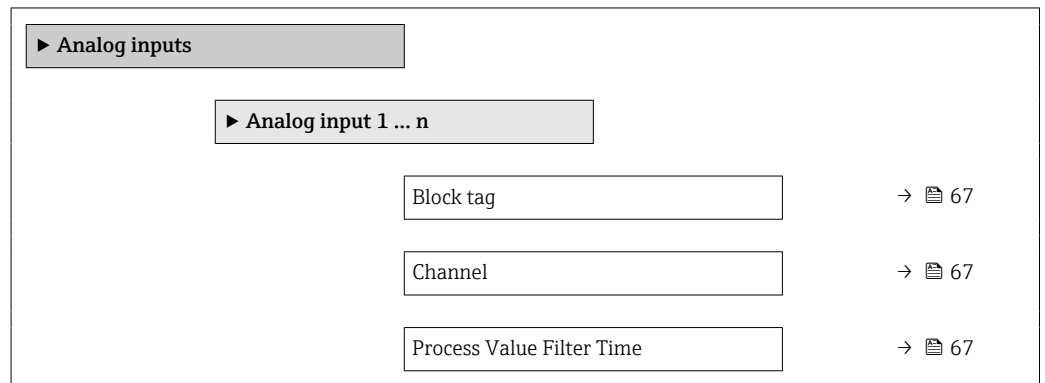 ▶ Analog inputs
▶ Analog input 1 ... n
Block tag → 67
Channel → 67
Process Value Filter Time → 67